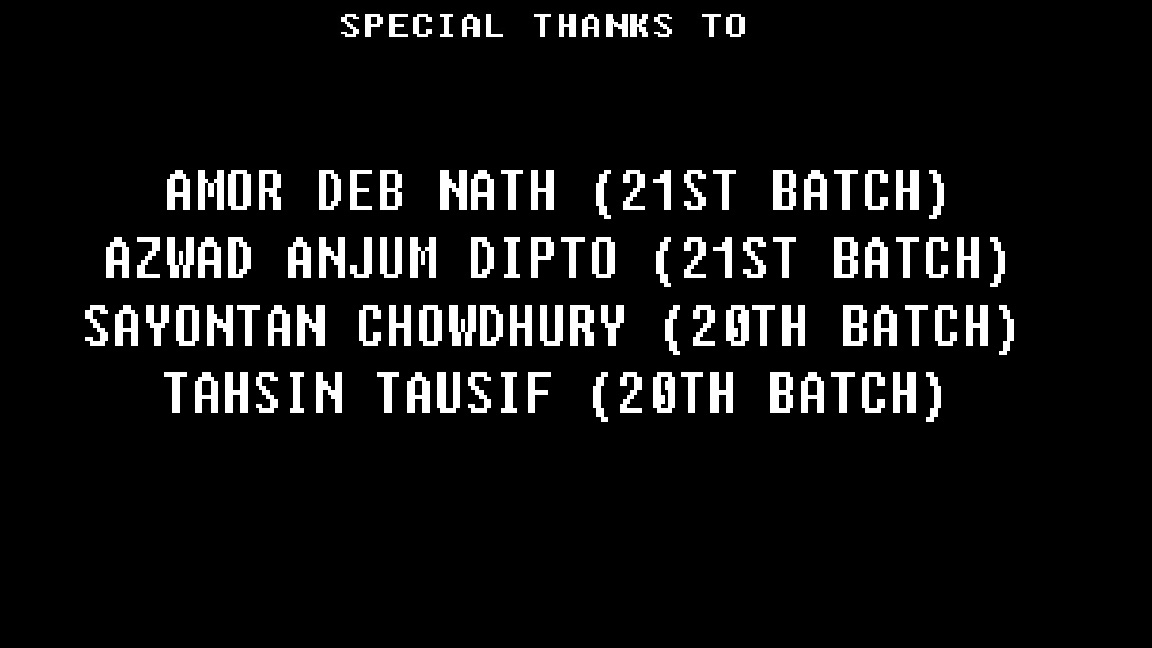 SPECIAL THANKS TO
AMOR DEB NATH (21ST BATCH)
AZWAD ANJUM DIPTO (21ST BATCH)
SAYONTAN CHOWDHURY (20TH BATCH)
TAHSIN TAUSIF (20TH BATCH)